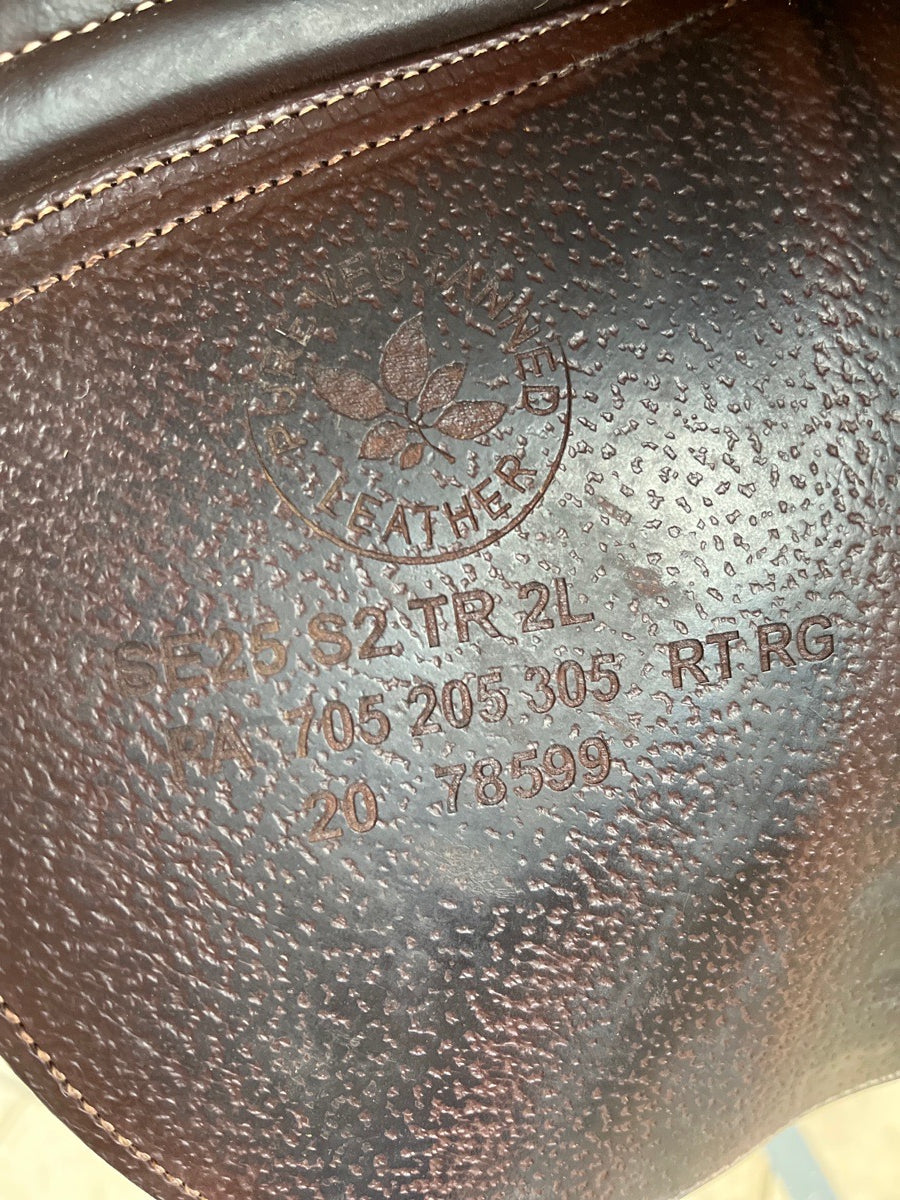 PURE VEG TANNED
LEATHER
SE25 S2 TR 2L
PA 705 205 305 RT RG
20 78599